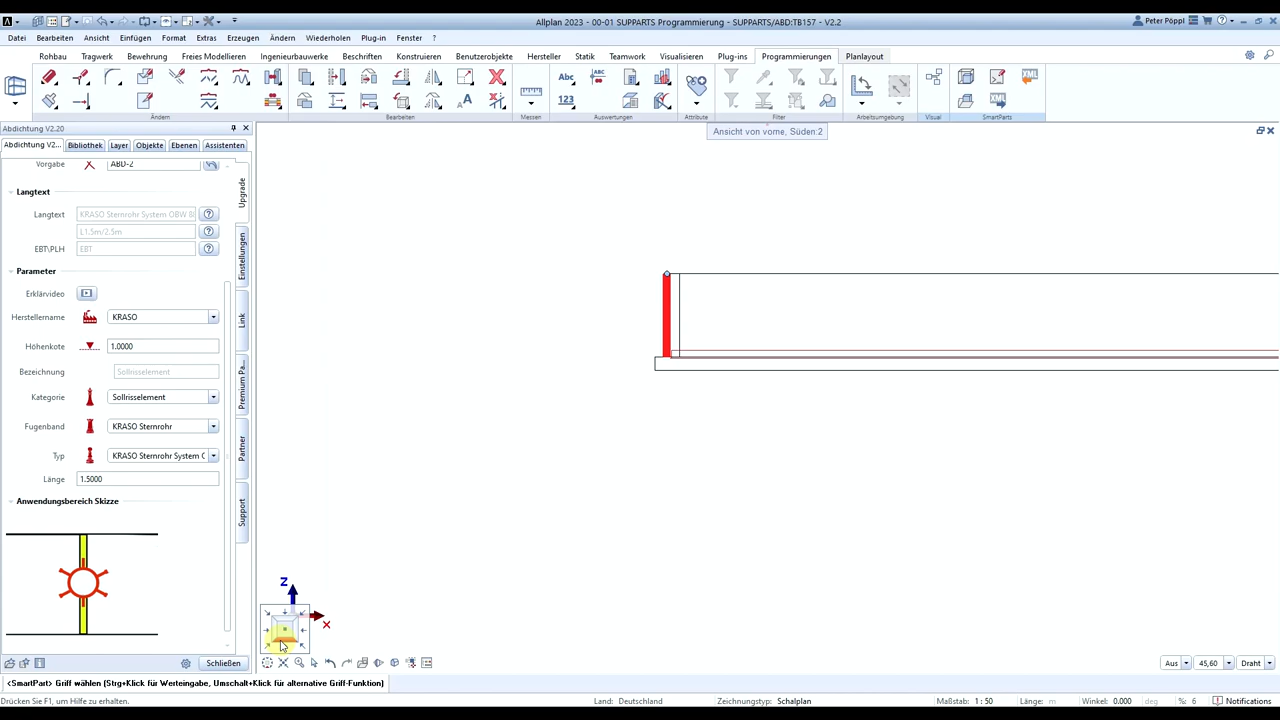 Allplan 2023 - 00-01 SUPPARTS Programmierung - SUPPARTS/ABD:TB157 - V2.2
Peter Pöppl
Datei Bearbeiten Ansicht Einfügen Format Extras Erzeugen Ändern Wiederholen Plug-in Fenster ?
Rohbau Tragwerk Bewehrung Freies Modellieren Ingenieurbauwerke Beschriften Konstruieren Benutzerobjekte Hersteller Statik Teamwork Visualisieren Plug-ins Programmierungen Planlayout
Abc
ABC
XML
123
A
Ändern Bearbeiten Messen Auswertungen Attribute Filter Arbeitsumgebung Visual SmartParts
Abdichtung V2.20
Ansicht von vorne, Süden:2
Abdichtung V2... Bibliothek Layer Objekte Ebenen Assistenten
Vorgabe ABD-2
Langtext
Langtext KRASO Sternrohr System OBW B
L1.5m/2.5m
EBT\PLH EBT
Parameter
Erklärvideo
Herstellername KRASO
Höhenkote 1.0000
Bezeichnung Sollrisselement
Kategorie Sollrisselement
Fugenband KRASO Sternrohr
Typ KRASO Sternrohr System C
Länge 1.5000
Anwendungsbereich Skizze
Upgrade
Einstellungen
Link
Premium Pa...
Partner
Support
Z
X
Schließen
Aus 45,60 Draht
<SmartPart> Griff wählen (Strg+Klick für Werteingabe, Umschalt+Klick für alternative Griff-Funktion)
Drücken Sie F1, um Hilfe zu erhalten. Land: Deutschland Zeichnungstyp: Schalplan Maßstab: 1 : 50 Länge: m Winkel: 0.000 deg %: 6 Notifications